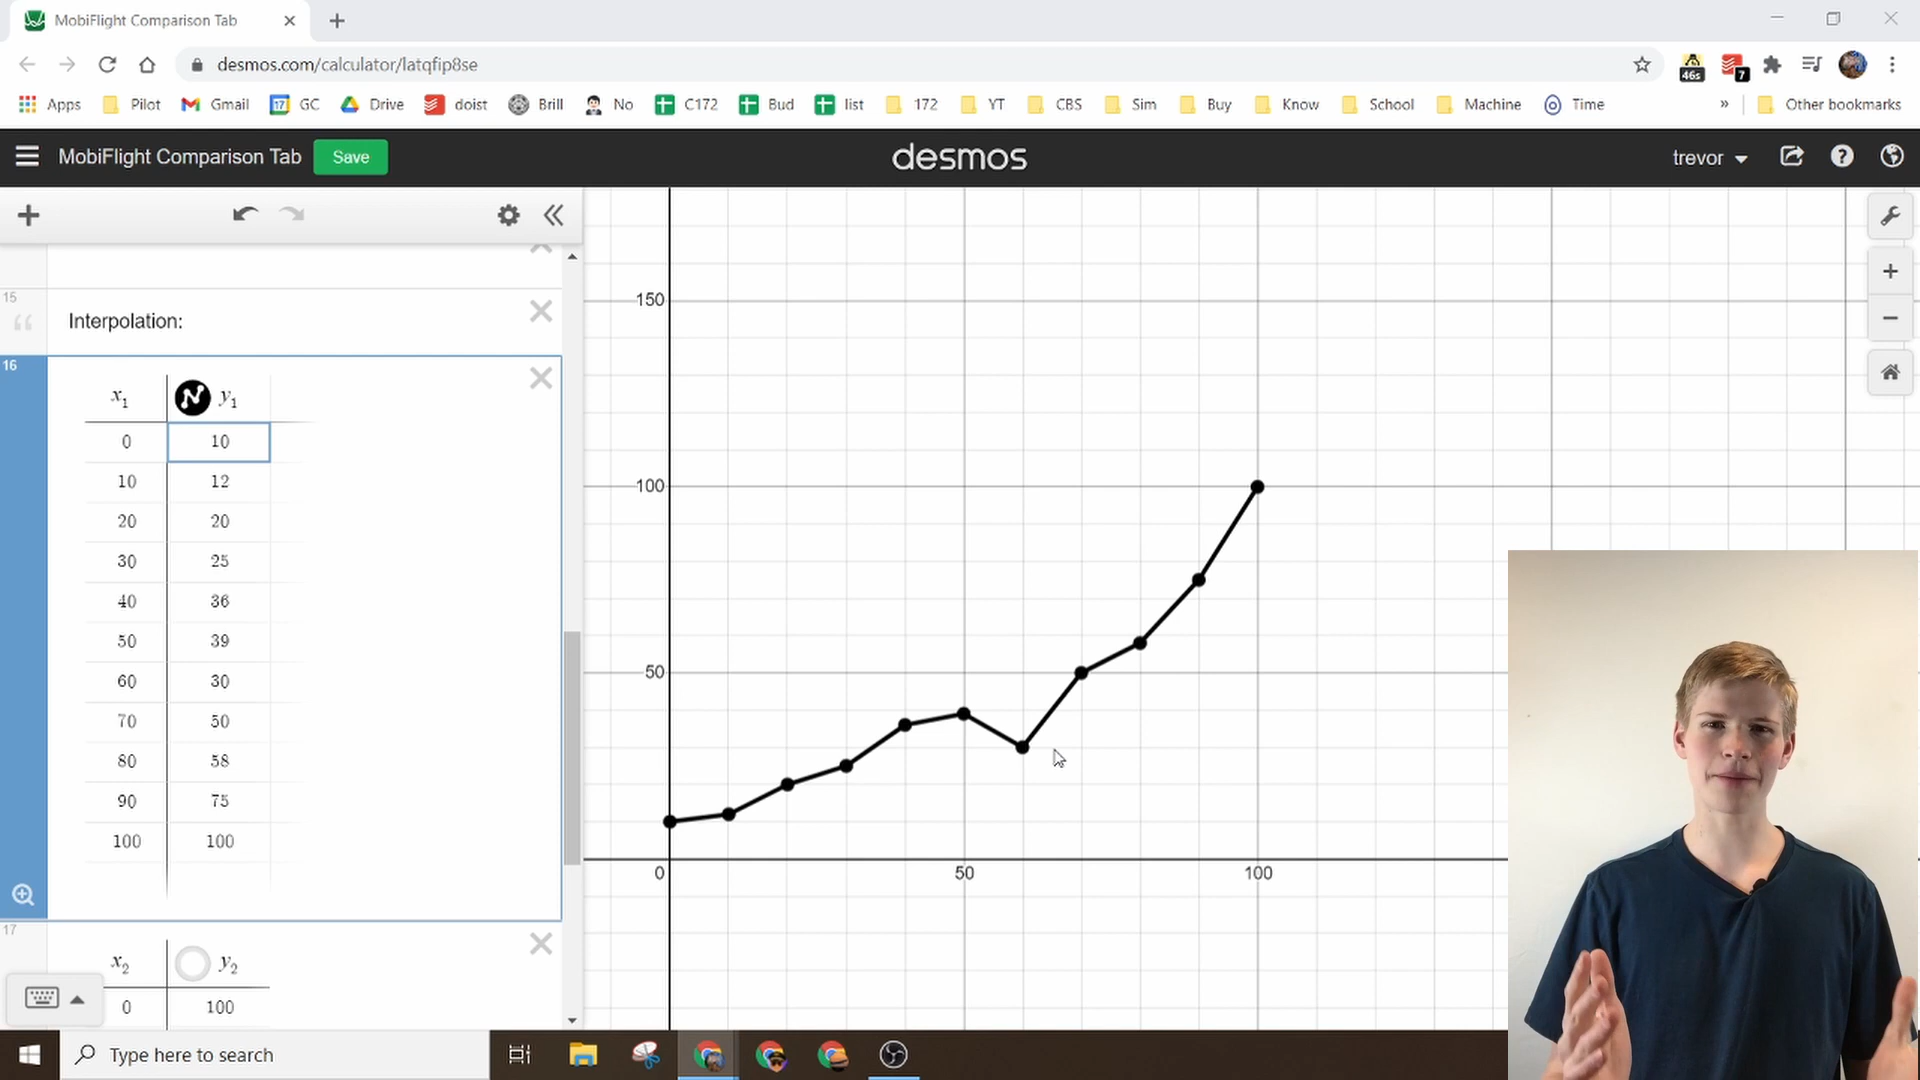 MobiFlight Comparison Tab
desmos.com/calculator/latqfip8se
46s
7
Apps Pilot Gmail 17 GC Drive doist Brill No C172 Bud list 172 YT CBS Sim Buy Know School Machine Time » Other bookmarks
MobiFlight Comparison Tab Save desmos trevor
15
Interpolation:
16
x₁ y₁
0 10
10 12
20 20
30 25
40 36
50 39
60 30
70 50
80 58
90 75
100 100
17
x₂ y₂
0 100
150
100
50
0 50 100
Type here to search